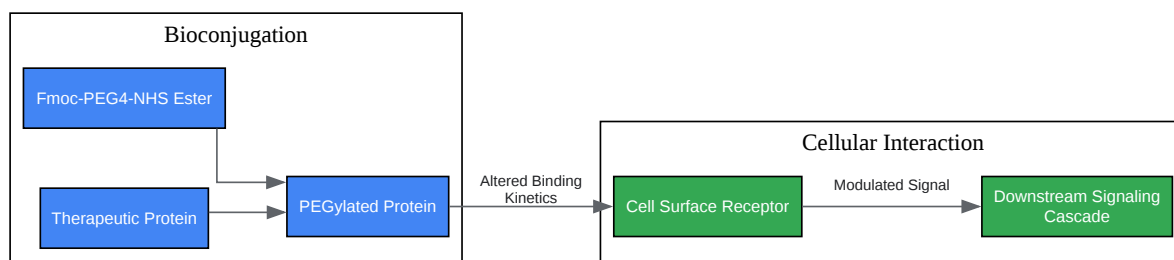 Bioconjugation
Fmoc-PEG4-NHS Ester
Therapeutic Protein
PEGylated Protein
Altered Binding
Kinetics
Cellular Interaction
Cell Surface Receptor
Modulated Signal
Downstream Signaling
Cascade